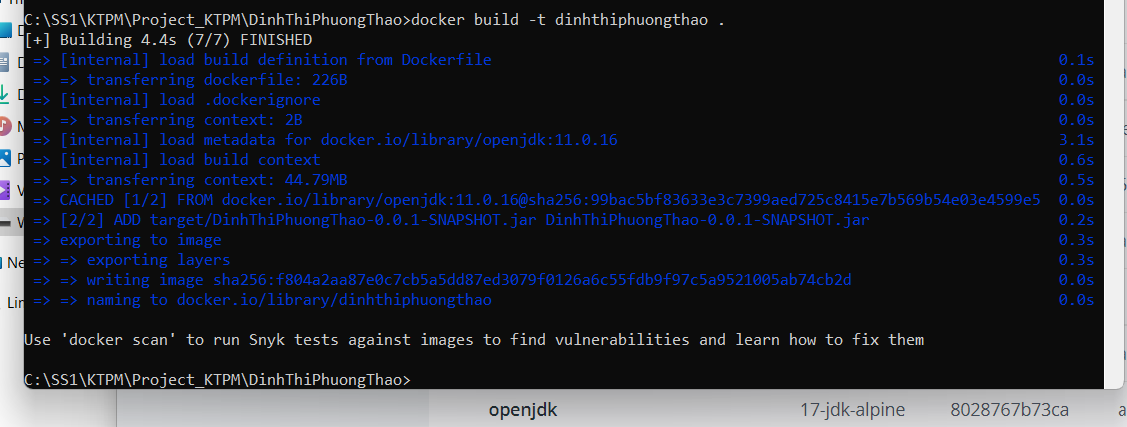 C:\SS1\KTPM\Project_KTPM\DinhThiPhuongThao>docker build -t dinhthiphuongthao .
[+] Building 4.4s (7/7) FINISHED
=> [internal] load build definition from Dockerfile 0.1s
=> => transferring dockerfile: 226B 0.0s
=> [internal] load .dockerignore 0.0s
=> => transferring context: 2B 0.0s
=> [internal] load metadata for docker.io/library/openjdk:11.0.16 3.1s
=> [internal] load build context 0.6s
=> => transferring context: 44.79MB 0.5s
=> CACHED [1/2] FROM docker.io/library/openjdk:11.0.16@sha256:99bac5bf83633e3c7399aed725c8415e7b569b54e03e4599e5 0.0s
=> [2/2] ADD target/DinhThiPhuongThao-0.0.1-SNAPSHOT.jar DinhThiPhuongThao-0.0.1-SNAPSHOT.jar 0.2s
=> exporting to image 0.3s
=> => exporting layers 0.3s
=> => writing image sha256:f804a2aa87e0c7cb5a5dd87ed3079f0126a6c55fdb9f97c5a9521005ab74cb2d 0.0s
=> => naming to docker.io/library/dinhthiphuongthao 0.0s
Use 'docker scan' to run Snyk tests against images to find vulnerabilities and learn how to fix them
C:\SS1\KTPM\Project_KTPM\DinhThiPhuongThao>
openjdk 17-jdk-alpine 8028767b73ca